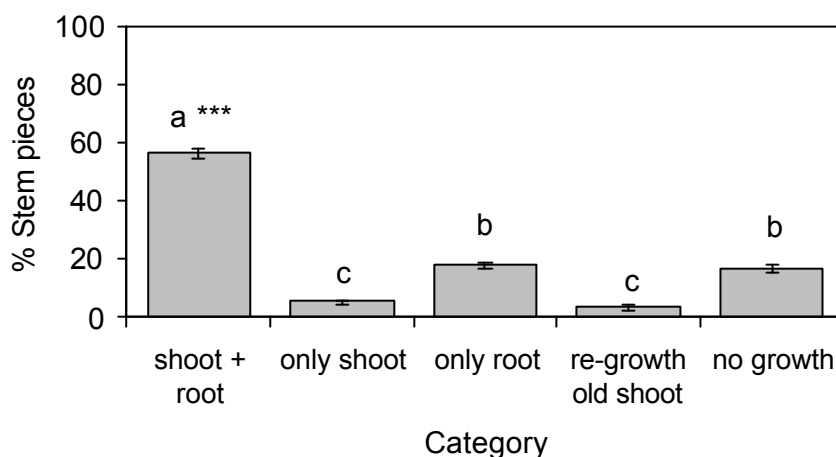 100
80
60
40
20
0
% Stem pieces
a ***
c
b
c
b
shoot +
root
only shoot
only root
re-growth
old shoot
no growth
Category